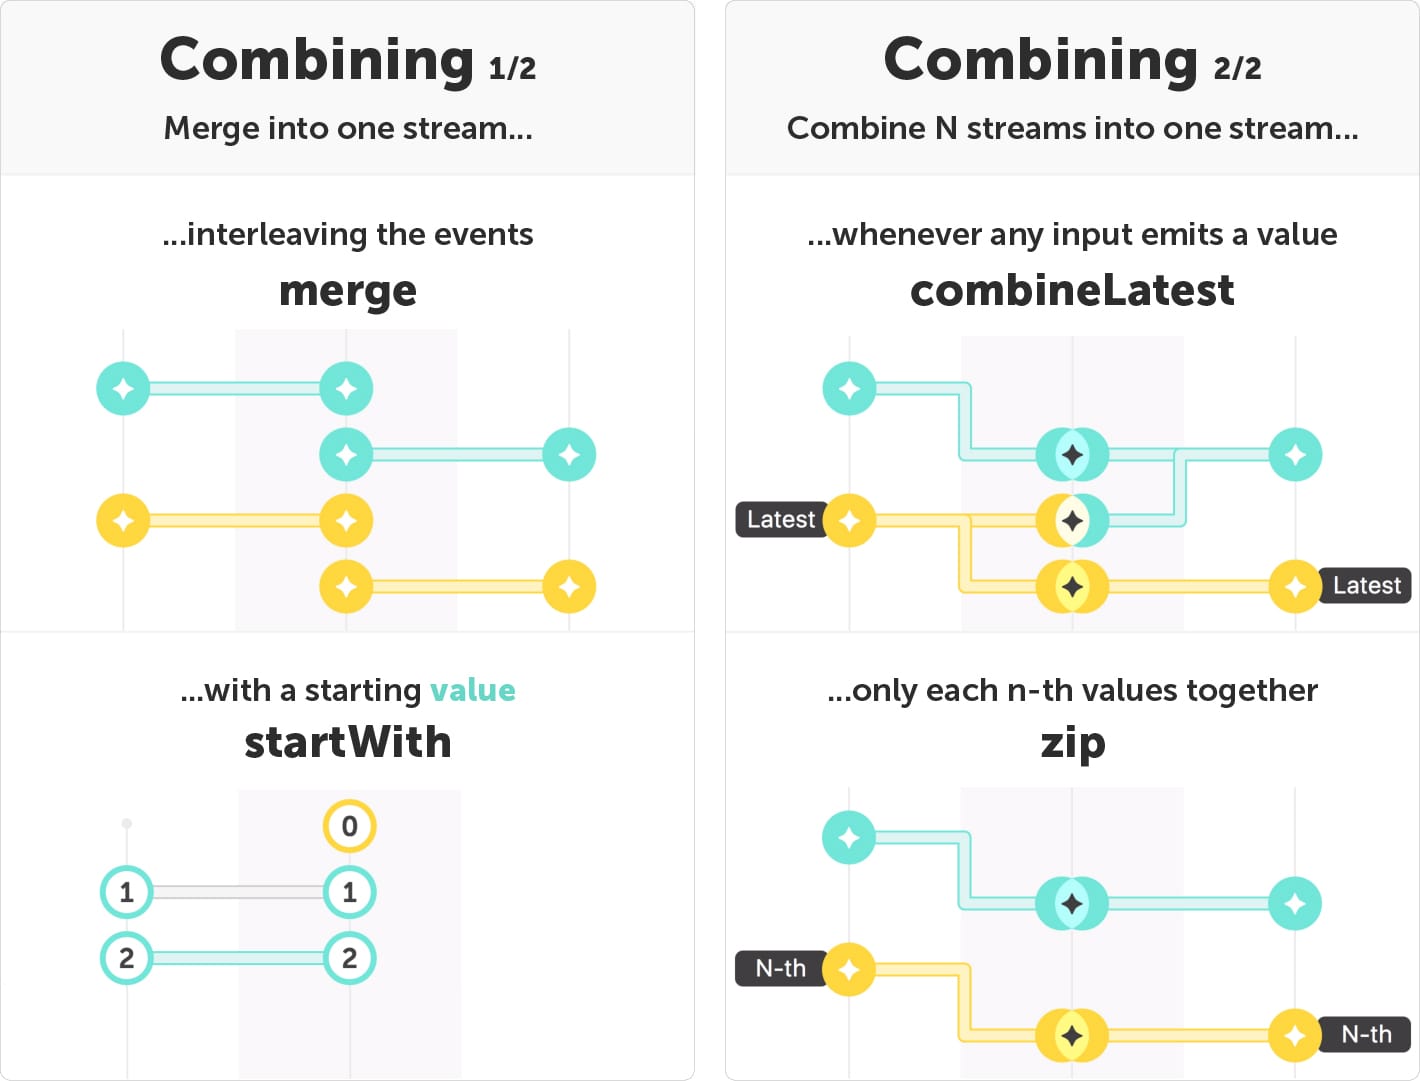 Combining 1/2
Merge into one stream...
...interleaving the events
merge
...with a starting value
startWith
0
1 1
2 2
Combining 2/2
Combine N streams into one stream...
...whenever any input emits a value
combineLatest
Latest
Latest
...only each n-th values together
zip
N-th
N-th